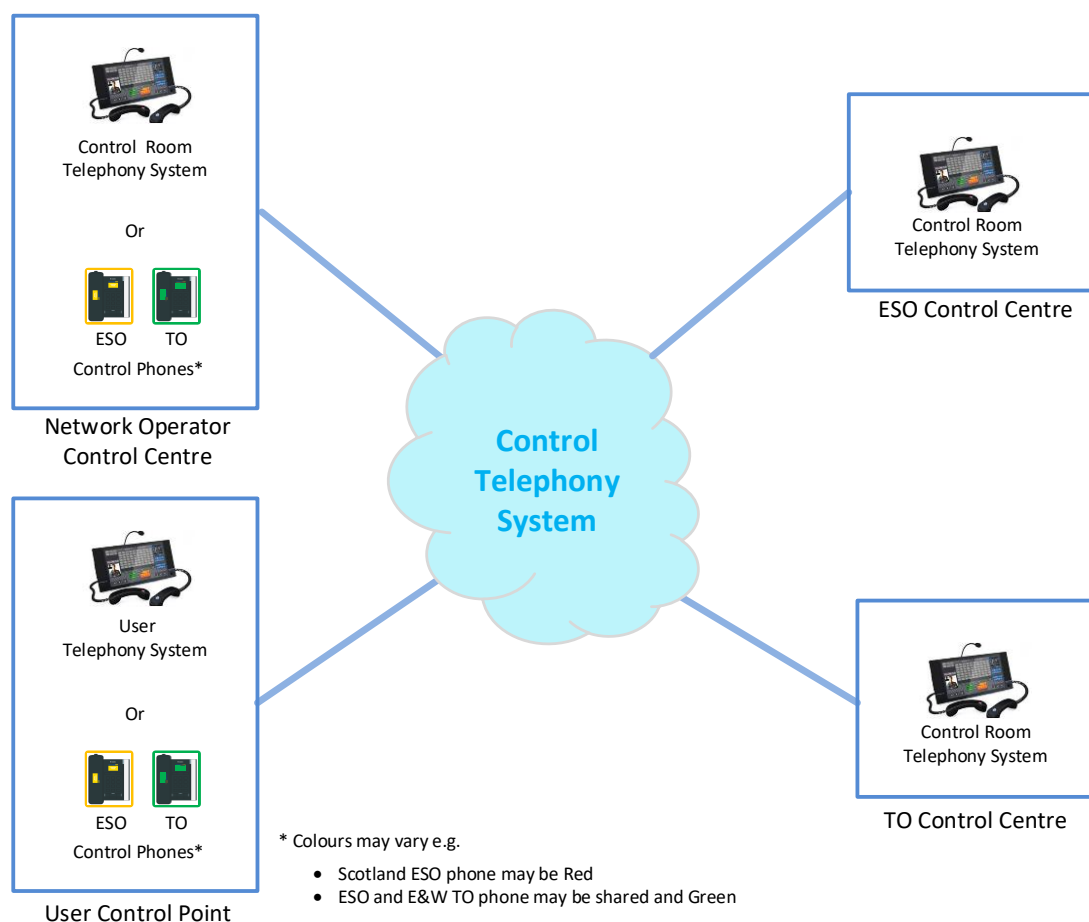 Control Room
Telephony System
Or
ESO TO
Control Phones*
Network Operator
Control Centre
User
Telephony System
Or
ESO TO
Control Phones*
User Control Point
Control
Telephony
System
Control Room
Telephony System
ESO Control Centre
Control Room
Telephony System
TO Control Centre
* Colours may vary e.g.
• Scotland ESO phone may be Red
• ESO and E&W TO phone may be shared and Green